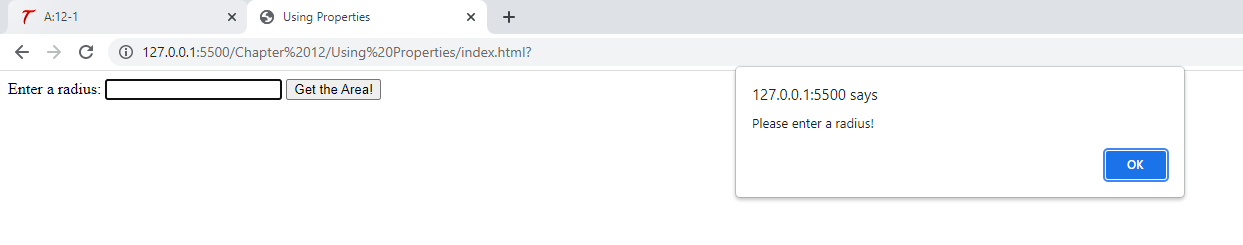 A:12-1
Using Properties
127.0.0.1:5500/Chapter%2012/Using%20Properties/index.html?
Enter a radius:
Get the Area!
127.0.0.1:5500 says
Please enter a radius!
OK